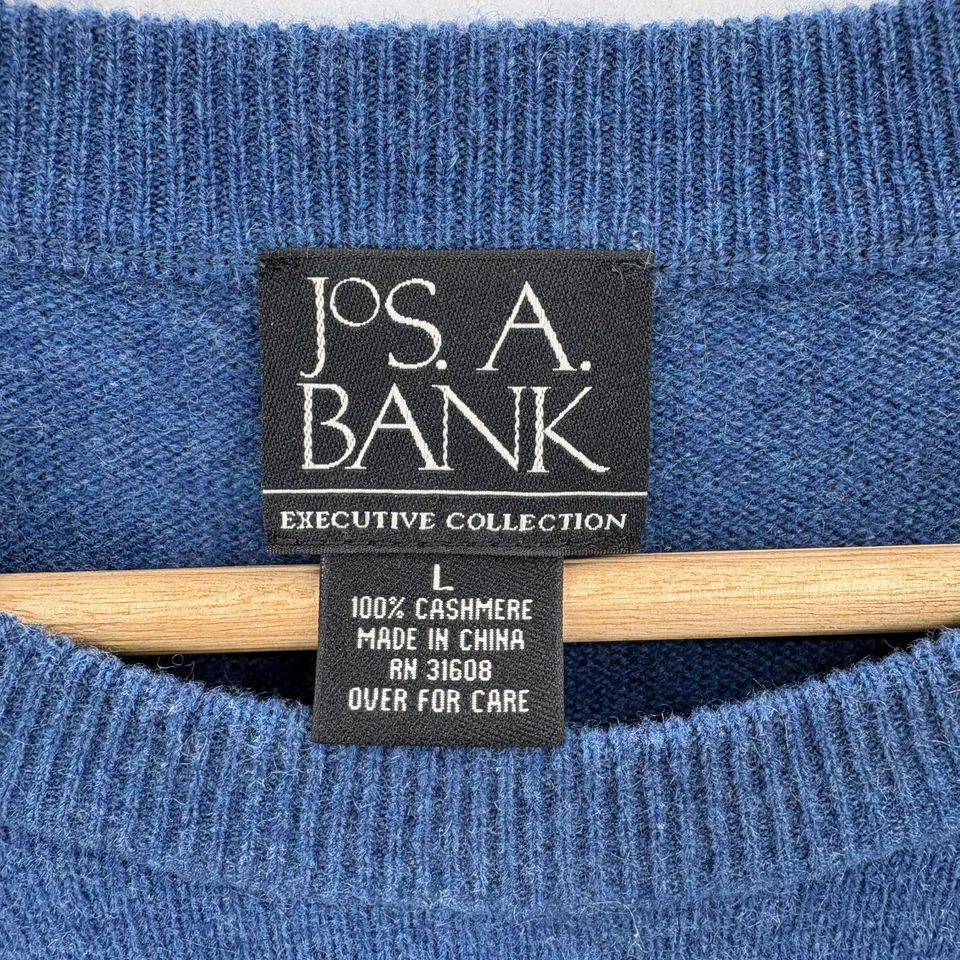 JOS. A.
BANK
EXECUTIVE COLLECTION
L
100% CASHMERE
MADE IN CHINA
RN 31608
OVER FOR CARE